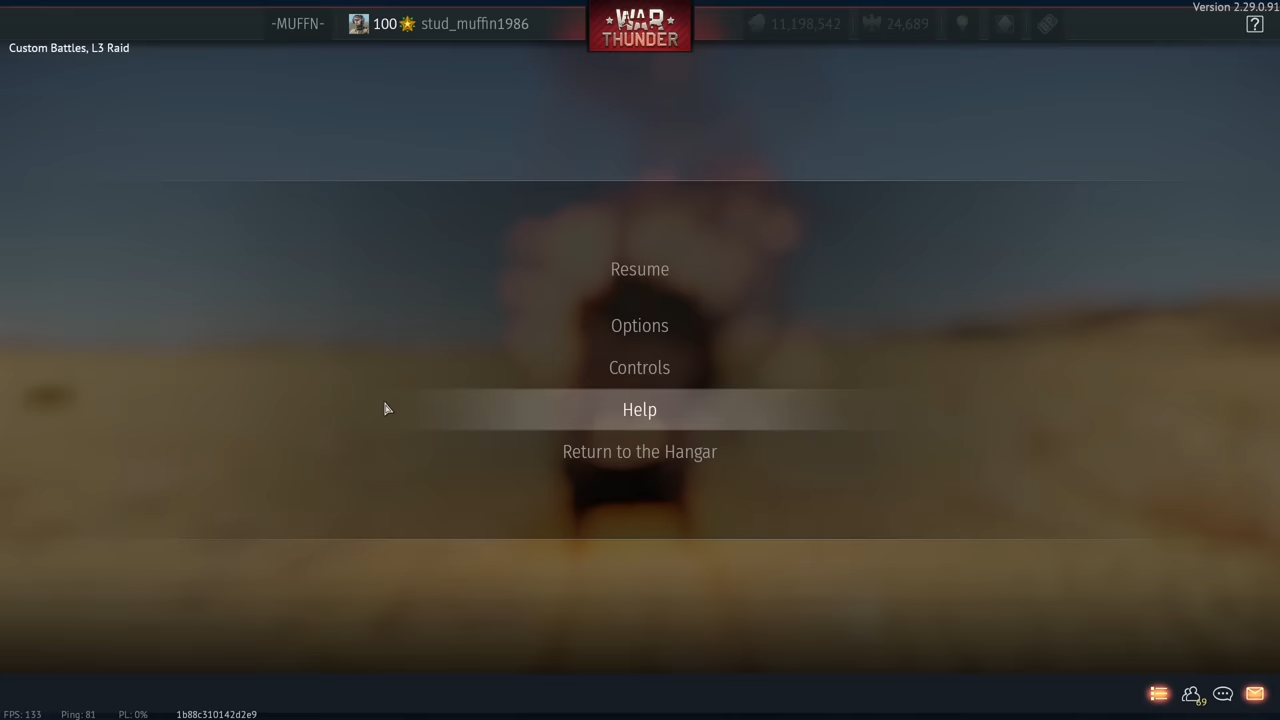 Version 2.29.0.91
-MUFFN- 100 stud_muffin1986 WAR THUNDER 11,198,542 24,689 ?
Custom Battles, L3 Raid
Resume
Options
Controls
Help
Return to the Hangar
69
FPS: 133 Ping: 81 PL: 0% 1b88c310142d2e9